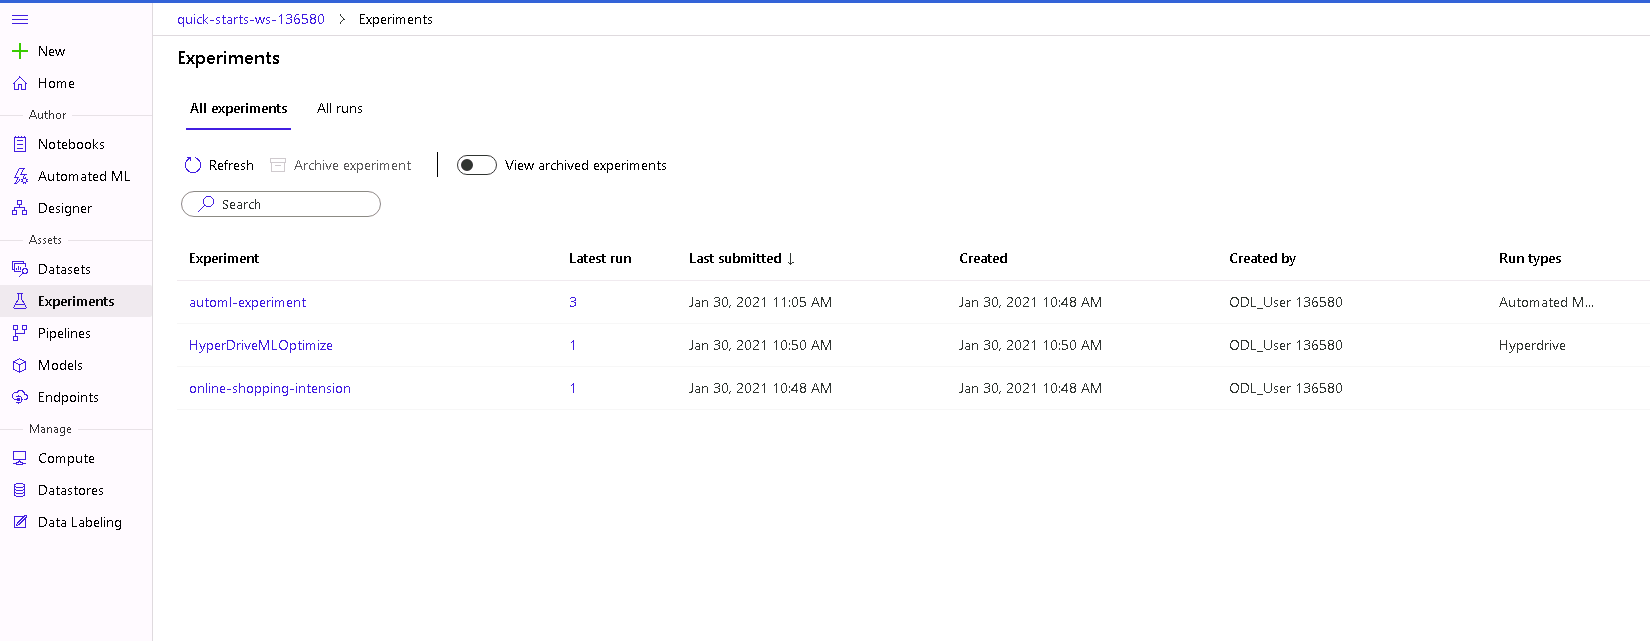 quick-starts-ws-136580 > Experiments
New
Home
Author
Notebooks
Automated ML
Designer
Assets
Datasets
Experiments
Pipelines
Models
Endpoints
Manage
Compute
Datastores
Data Labeling
Experiments
All experiments All runs
Refresh Archive experiment View archived experiments
Search
Experiment Latest run Last submitted ↓ Created Created by Run types
automl-experiment 3 Jan 30, 2021 11:05 AM Jan 30, 2021 10:48 AM ODL_User 136580 Automated M...
HyperDriveMLOptimize 1 Jan 30, 2021 10:50 AM Jan 30, 2021 10:50 AM ODL_User 136580 Hyperdrive
online-shopping-intension 1 Jan 30, 2021 10:48 AM Jan 30, 2021 10:48 AM ODL_User 136580